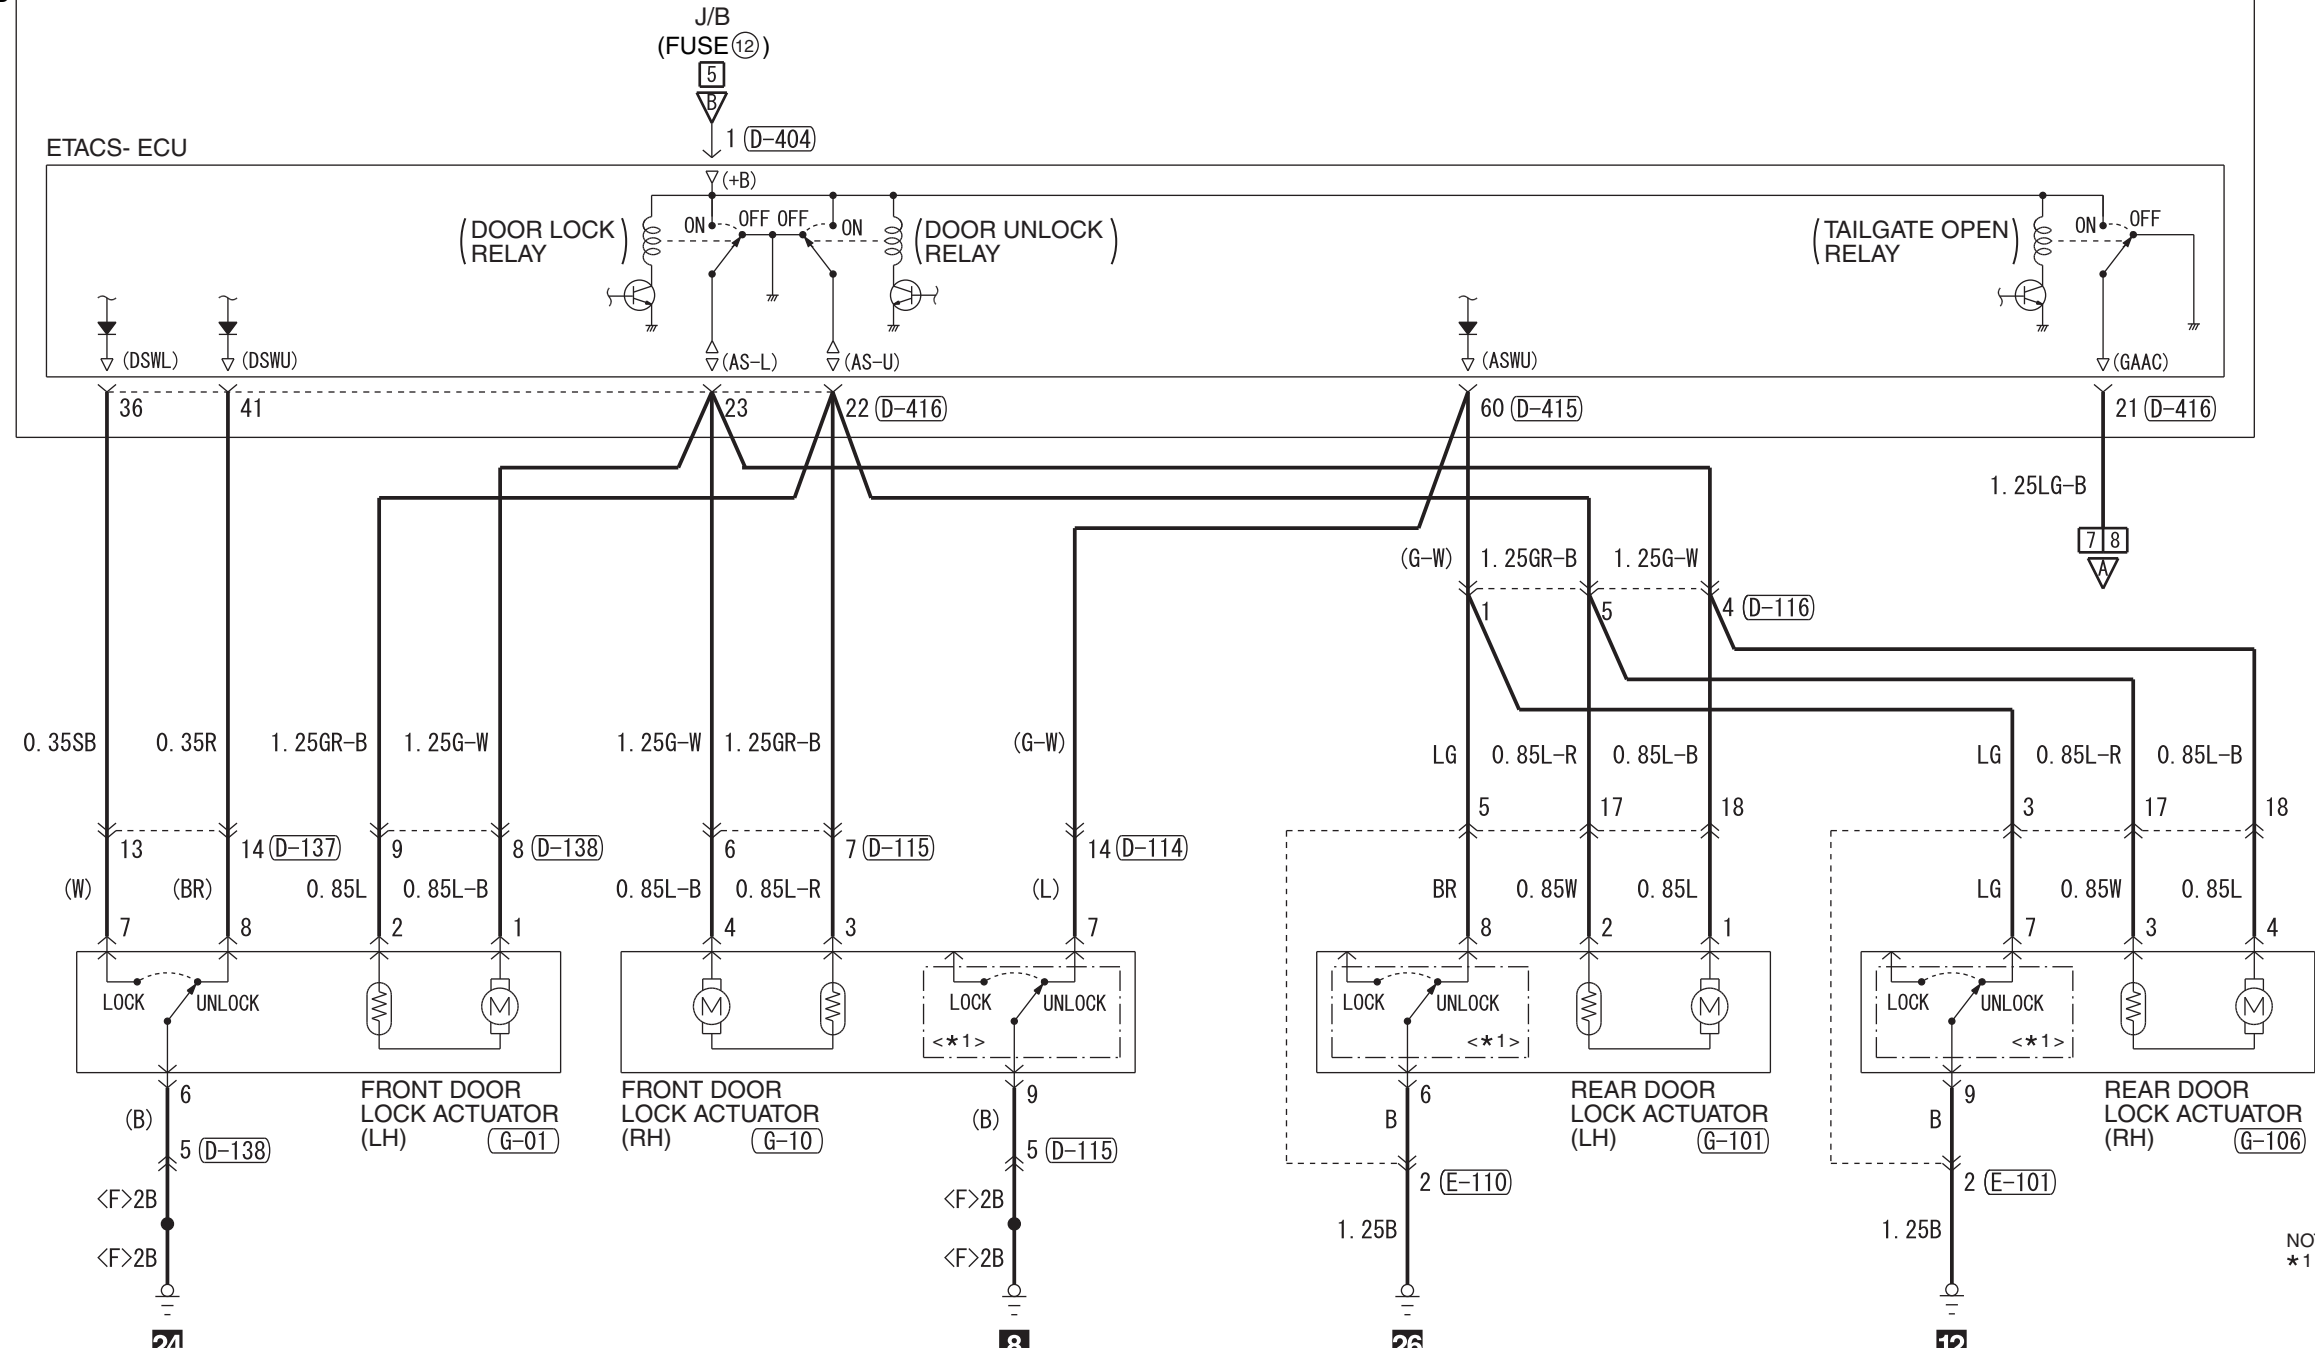 J/B
(FUSE⑫)
5
B
1 (D-404)
ETACS- ECU
(+B)
(DOOR LOCK
RELAY)
ON OFF OFF ON
(DOOR UNLOCK
RELAY)
(TAILGATE OPEN
RELAY)
ON OFF
(DSWL) (DSWU) (AS-L) (AS-U) (ASWU) (GAAC)
36 41 23 22 (D-416) 60 (D-415) 21 (D-416)
1.25LG-B
7 8
A
(G-W) 1.25GR-B 1.25G-W
1 5 4 (D-116)
0.35SB 0.35R 1.25GR-B 1.25G-W 1.25G-W 1.25GR-B (G-W)
LG 0.85L-R 0.85L-B LG 0.85L-R 0.85L-B
5 17 18 3 17 18
13 14 (D-137) 9 8 (D-138) 6 7 (D-115) 14 (D-114)
(W) (BR) 0.85L 0.85L-B 0.85L-B 0.85L-R (L) BR 0.85W 0.85L LG 0.85W 0.85L
7 8 2 1 4 3 7 8 2 1 7 3 4
LOCK UNLOCK M M LOCK UNLOCK LOCK UNLOCK M LOCK UNLOCK M
<*1> <*1> <*1>
6
FRONT DOOR
LOCK ACTUATOR
(LH) (G-01)
FRONT DOOR
LOCK ACTUATOR
(RH) (G-10)
9
6
REAR DOOR
LOCK ACTUATOR
(LH) (G-101)
9
REAR DOOR
LOCK ACTUATOR
(RH) (G-106)
(B) (B) B B
5 (D-138) 5 (D-115) 2 (E-110) 2 (E-101)
<F>2B <F>2B 1.25B 1.25B
<F>2B <F>2B
NO
*1
24 8 26 12